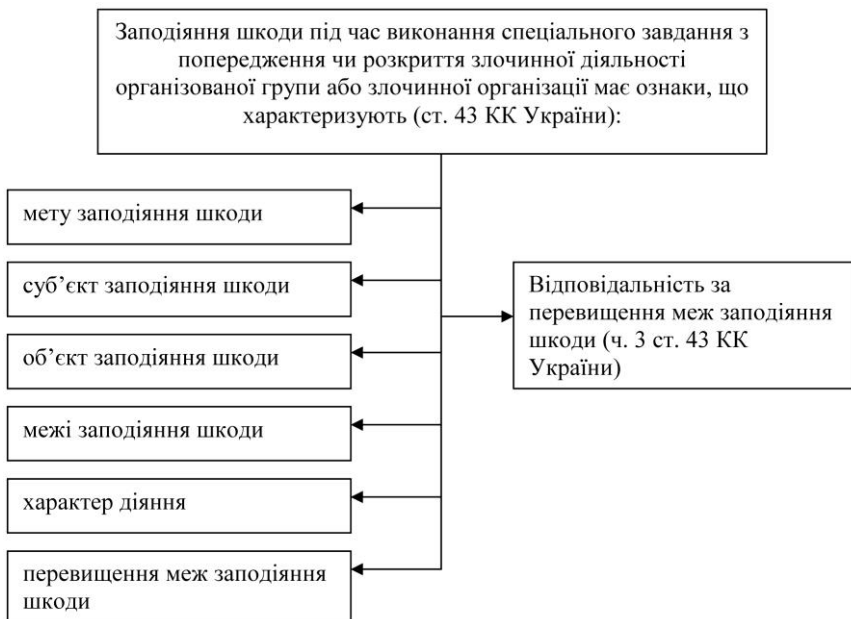 Заподіяння шкоди під час виконання спеціального завдання з
попередження чи розкриття злочинної діяльності
організованої групи або злочинної організації має ознаки, що
характеризують (ст. 43 КК України):
мету заподіяння шкоди
суб’єкт заподіяння шкоди
об’єкт заподіяння шкоди
межі заподіяння шкоди
характер діяння
перевищення меж заподіяння
шкоди
Відповідальність за
перевищення меж заподіяння
шкоди (ч. 3 ст. 43 КК
України)